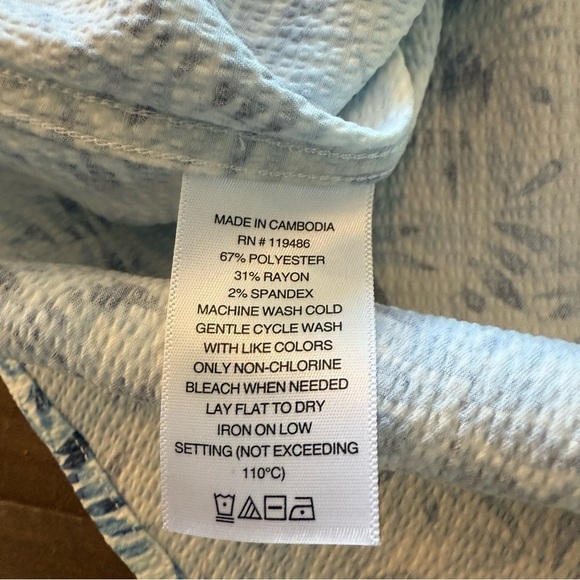 MADE IN CAMBODIA
RN # 119486
67% POLYESTER
31% RAYON
2% SPANDEX
MACHINE WASH COLD
GENTLE CYCLE WASH
WITH LIKE COLORS
ONLY NON-CHLORINE
BLEACH WHEN NEEDED
LAY FLAT TO DRY
IRON ON LOW
SETTING (NOT EXCEEDING
110°C)